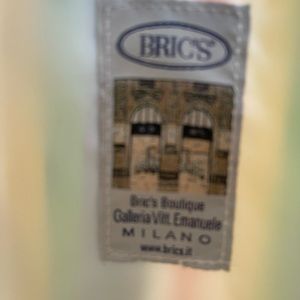 BRIC'S
Bric's Boutique
Galleria Vitt. Emanuele
MILANO
www.brics.it